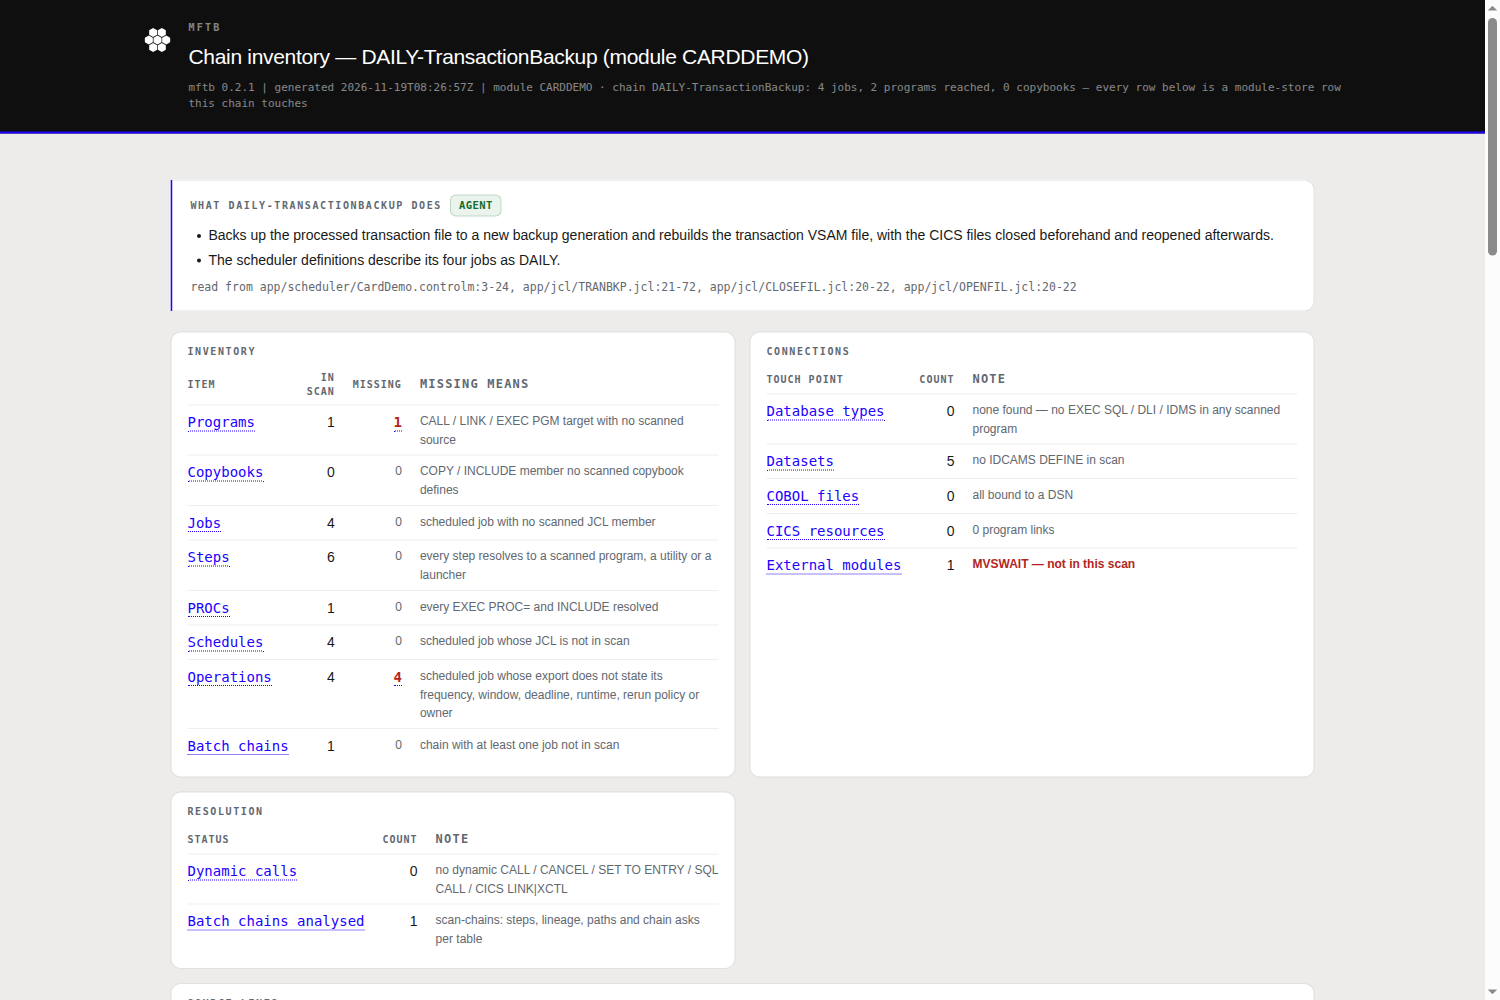 MFTB
Chain inventory — DAILY-TransactionBackup (module CARDDEMO)
mftb 0.2.1 | generated 2026-11-19T08:26:57Z | module CARDDEMO · chain DAILY-TransactionBackup: 4 jobs, 2 programs reached, 0 copybooks — every row below is a module-store row
this chain touches
WHAT DAILY-TRANSACTIONBACKUP DOES AGENT
• Backs up the processed transaction file to a new backup generation and rebuilds the transaction VSAM file, with the CICS files closed beforehand and reopened afterwards.
• The scheduler definitions describe its four jobs as DAILY.
read from app/scheduler/CardDemo.controlm:3-24, app/jcl/TRANBKP.jcl:21-72, app/jcl/CLOSEFIL.jcl:20-22, app/jcl/OPENFIL.jcl:20-22
INVENTORY
ITEM IN SCAN MISSING MISSING MEANS
Programs 1 1 CALL / LINK / EXEC PGM target with no scanned
source
Copybooks 0 0 COPY / INCLUDE member no scanned copybook
defines
Jobs 4 0 scheduled job with no scanned JCL member
Steps 6 0 every step resolves to a scanned program, a utility or a
launcher
PROCs 1 0 every EXEC PROC= and INCLUDE resolved
Schedules 4 0 scheduled job whose JCL is not in scan
Operations 4 4 scheduled job whose export does not state its
frequency, window, deadline, runtime, rerun policy or
owner
Batch chains 1 0 chain with at least one job not in scan
CONNECTIONS
TOUCH POINT COUNT NOTE
Database types 0 none found — no EXEC SQL / DLI / IDMS in any scanned
program
Datasets 5 no IDCAMS DEFINE in scan
COBOL files 0 all bound to a DSN
CICS resources 0 0 program links
External modules 1 MVSWAIT — not in this scan
RESOLUTION
STATUS COUNT NOTE
Dynamic calls 0 no dynamic CALL / CANCEL / SET TO ENTRY / SQL
CALL / CICS LINK|XCTL
Batch chains analysed 1 scan-chains: steps, lineage, paths and chain asks
per table